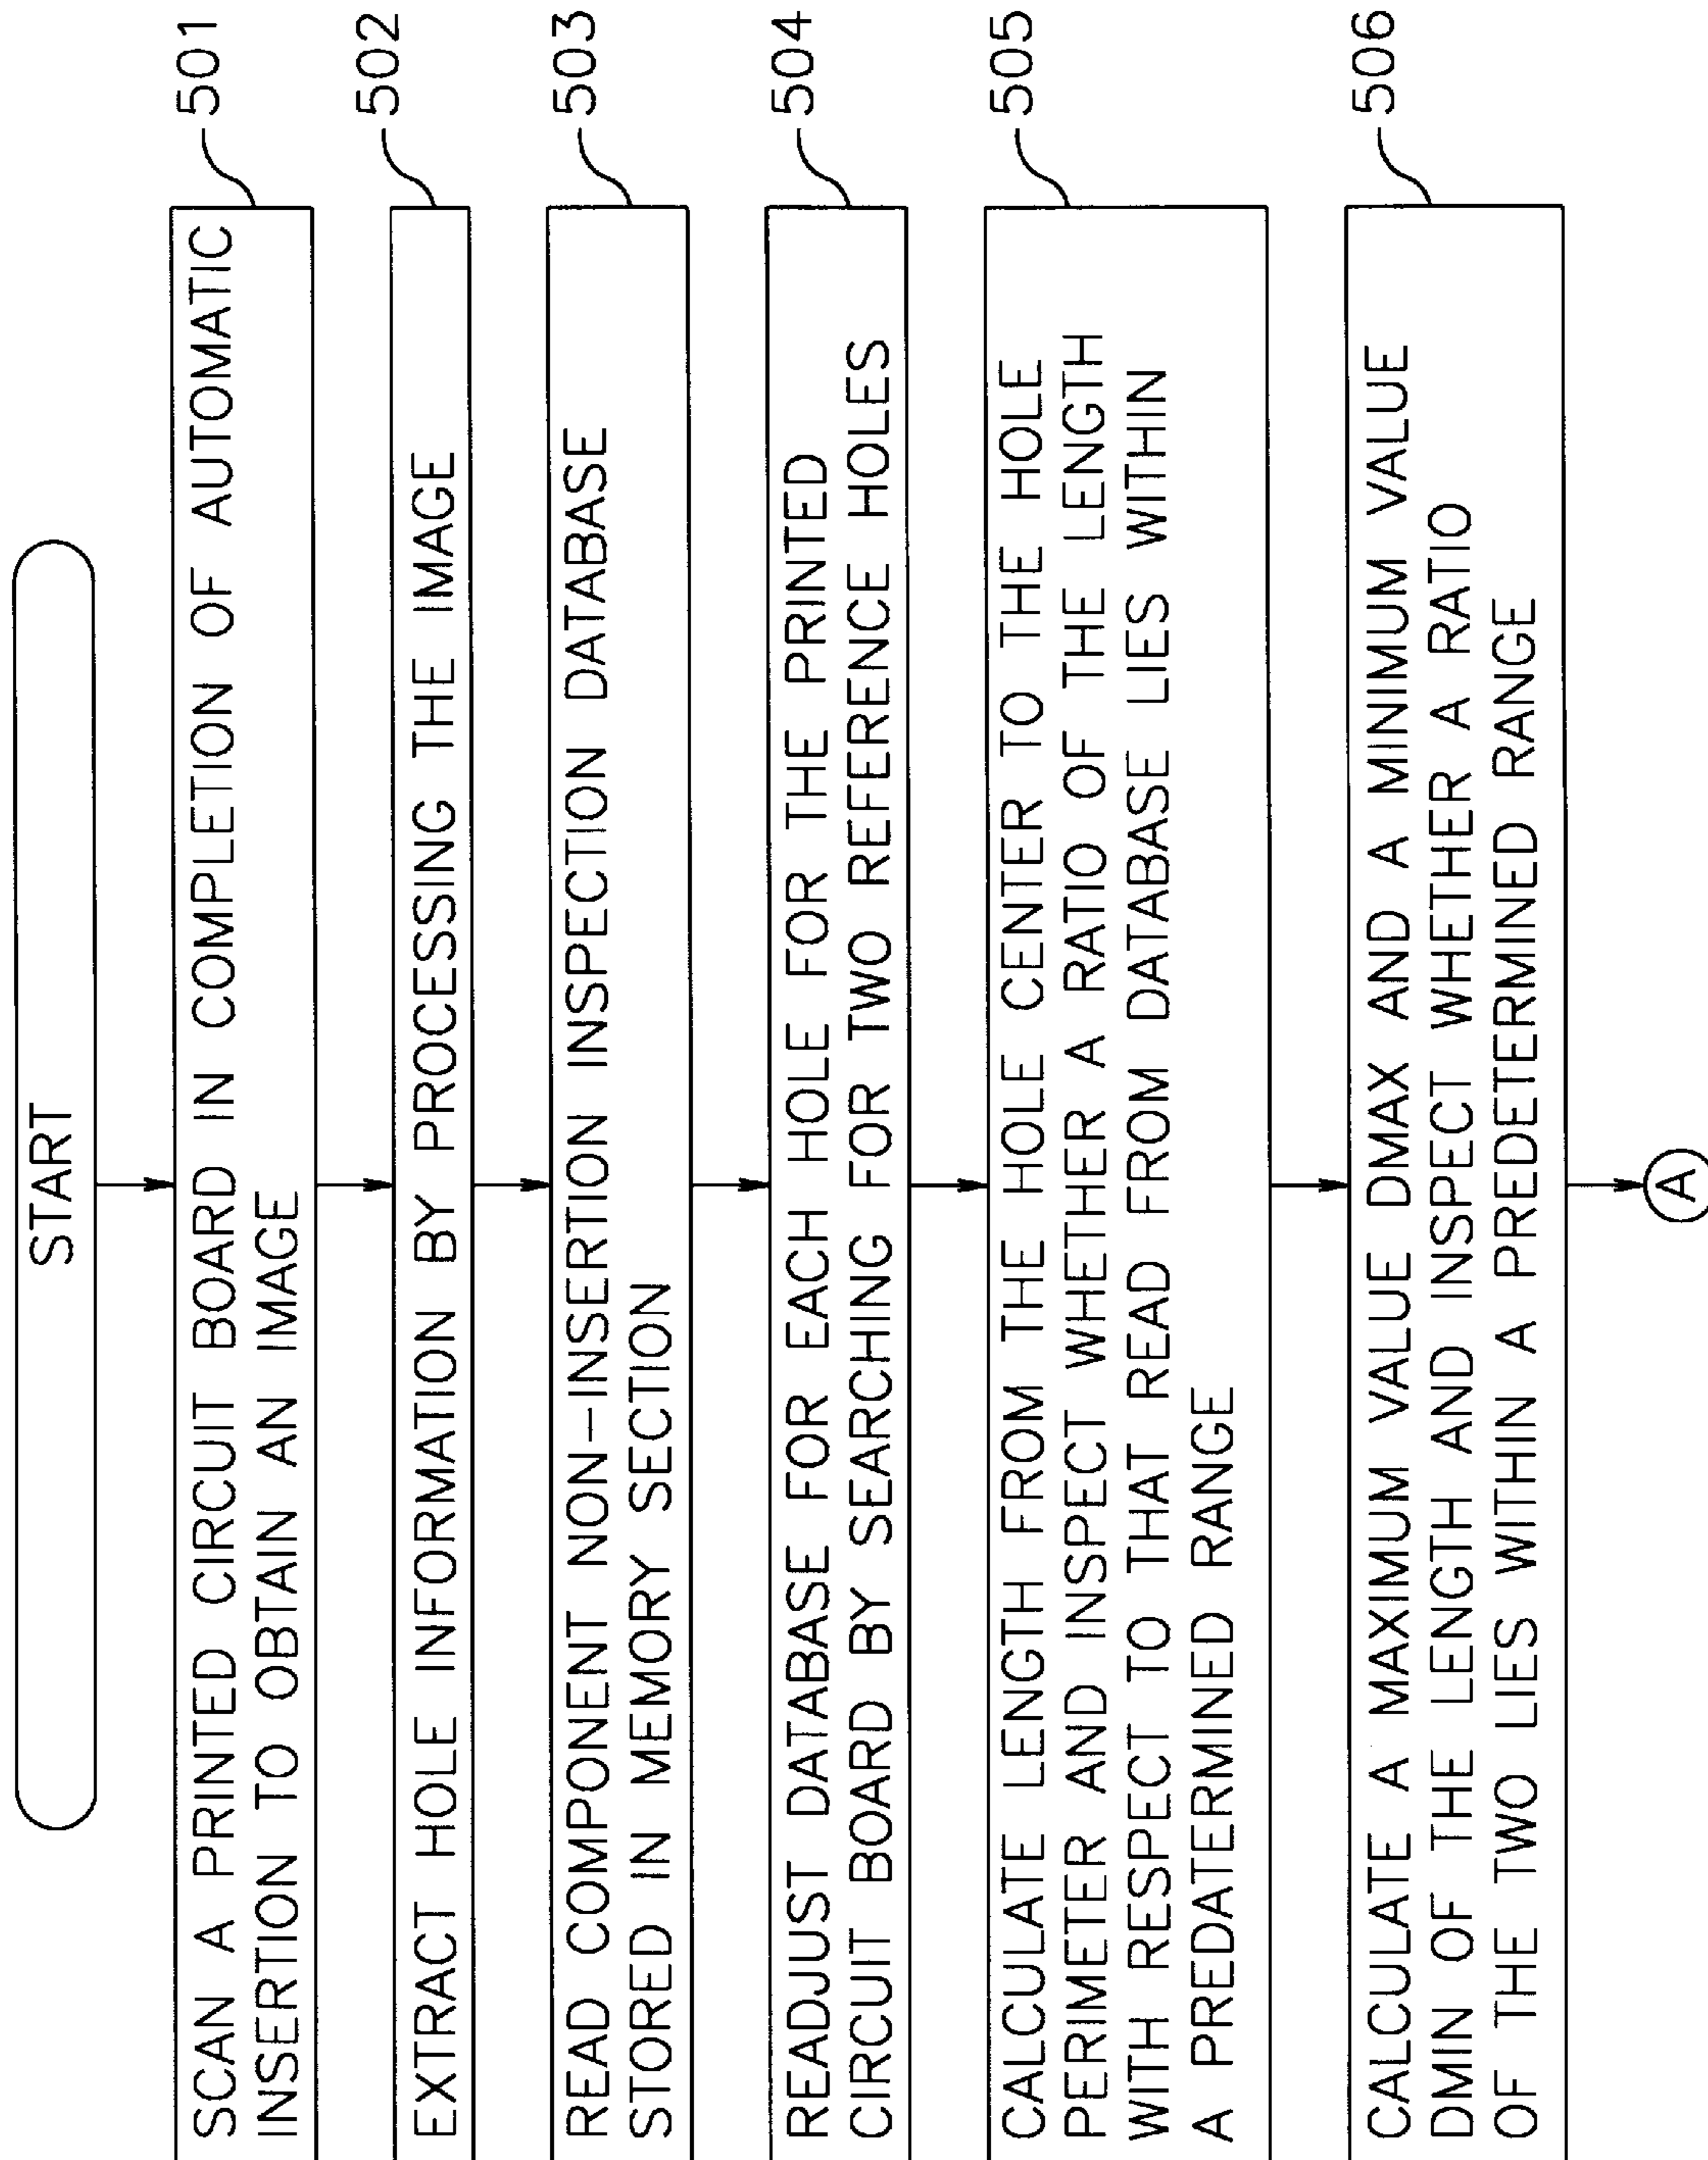 START
501
SCAN A PRINTED CIRCUIT BOARD IN COMPLETION OF AUTOMATIC
INSERTION TO OBTAIN AN IMAGE
502
EXTRACT HOLE INFORMATION BY PROCESSING THE IMAGE
503
READ COMPONENT NON-INSERTION INSPECTION DATABASE
STORED IN MEMORY SECTION
504
READJUST DATABASE FOR EACH HOLE FOR THE PRINTED
CIRCUIT BOARD BY SEARCHING FOR TWO REFERENCE HOLES
505
CALCULATE LENGTH FROM THE HOLE CENTER TO THE HOLE
PERIMETER AND INSPECT WHETHER A RATIO OF THE LENGTH
WITH RESPECT TO THAT READ FROM DATABASE LIES WITHIN
A PREDATERMINED RANGE
506
CALCULATE A MAXIMUM VALUE DMAX AND A MINIMUM VALUE
DMIN OF THE LENGTH AND INSPECT WHETHER A RATIO
OF THE TWO LIES WITHIN A PREDETERMINED RANGE
A